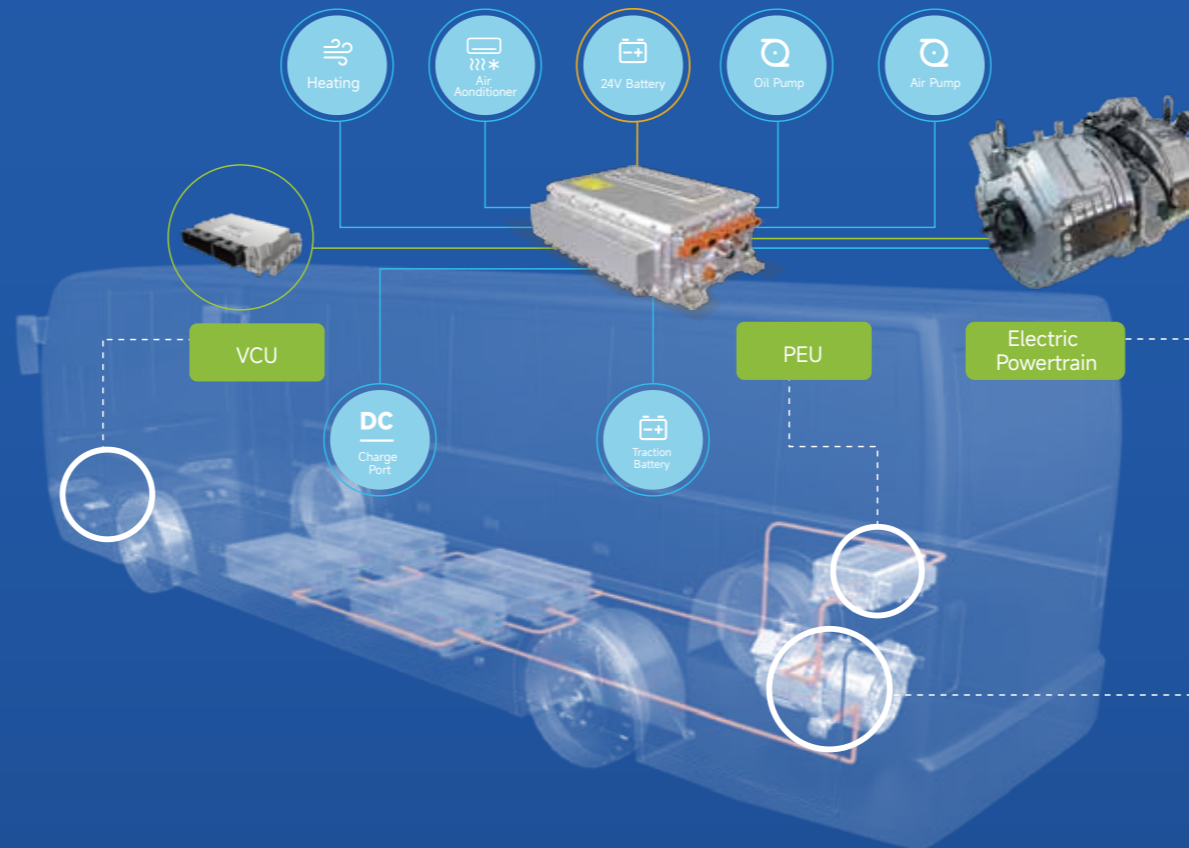 Heating
Air
Aonditioner
24V Battery
Oil Pump
Air Pump
VCU
PEU
Electric
Powertrain
DC
Charge
Port
Traction
Battery